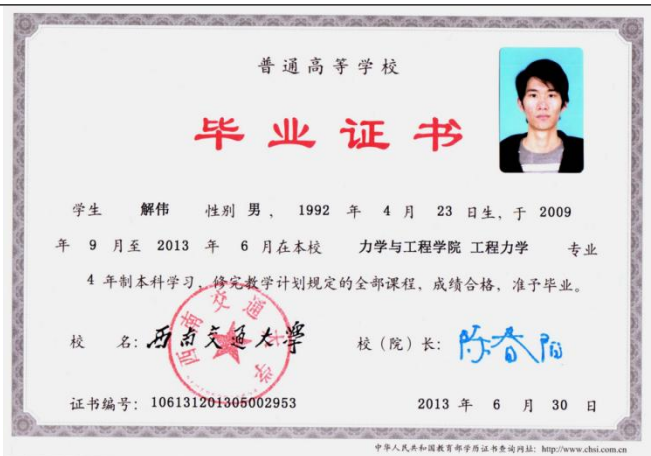 普通高等学校
毕业证书
学生 解伟 性别 男 ， 1992 年 4 月 23 日生，于 2009
年 9 月至 2013 年 6 月在本校 力学与工程学院 工程力学 专业
4 年制本科学习，修完教学计划规定的全部课程，成绩合格，准予毕业。
西南交通大学
校 名：西南交通大学 校（院）长：陈春阳
证书编号： 106131201305002953 2013 年 6 月 30 日
中华人民共和国教育部学历证书查询网址：http://www.chsi.com.cn